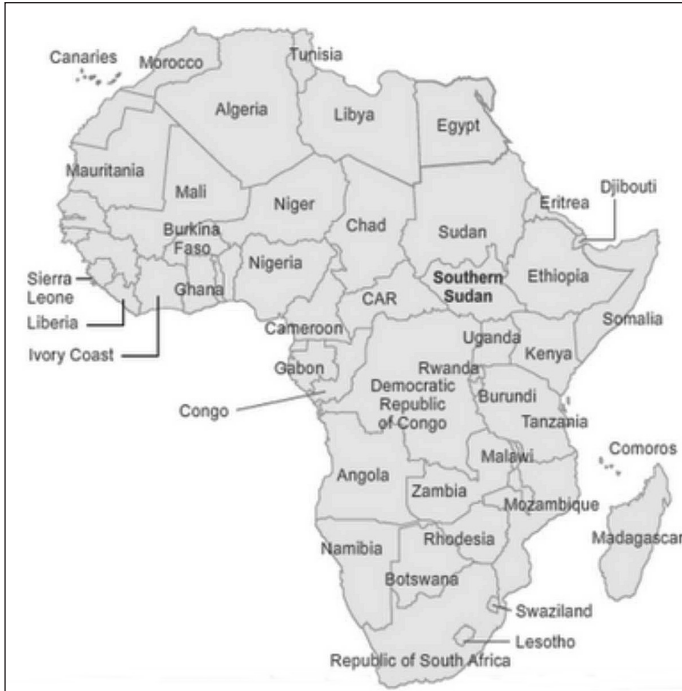 Canaries
Morocco
Tunisia
Algeria
Libya
Egypt
Mauritania
Mali
Niger
Chad
Sudan
Eritrea
Djibouti
Burkina
Faso
Nigeria
Southern
Sudan
Ethiopia
Sierra
Leone
Ghana
CAR
Somalia
Liberia
Cameroon
Uganda
Ivory Coast
Kenya
Gabon
Rwanda
Democratic
Republic
of Congo
Burundi
Congo
Tanzania
Malawi
Comoros
Angola
Zambia
Mozambique
Namibia
Rhodesia
Madagascar
Botswana
Swaziland
Lesotho
Republic of South Africa